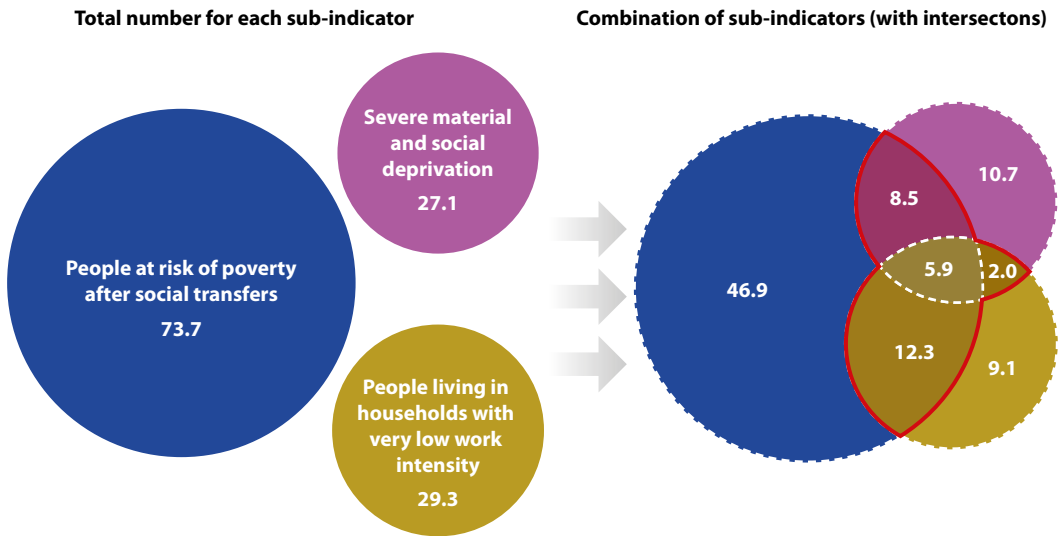 Total number for each sub-indicator
Severe material
and social
deprivation
27.1
People at risk of poverty
after social transfers
73.7
People living in
households with
very low work
intensity
29.3
Combination of sub-indicators (with intersectons)
10.7
8.5
5.9
2.0
46.9
12.3
9.1